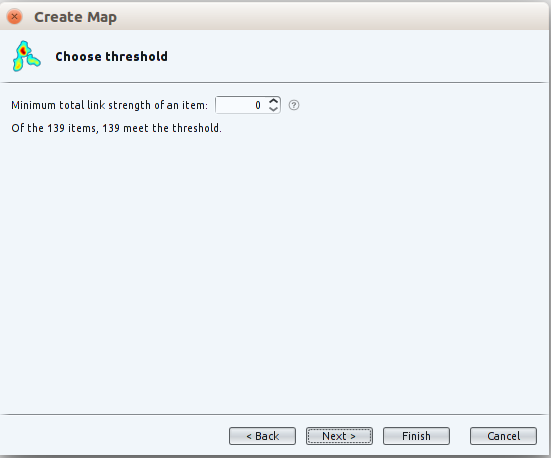 Create Map
Choose threshold
Minimum total link strength of an item: 0 ?
Of the 139 items, 139 meet the threshold.
< Back Next > Finish Cancel